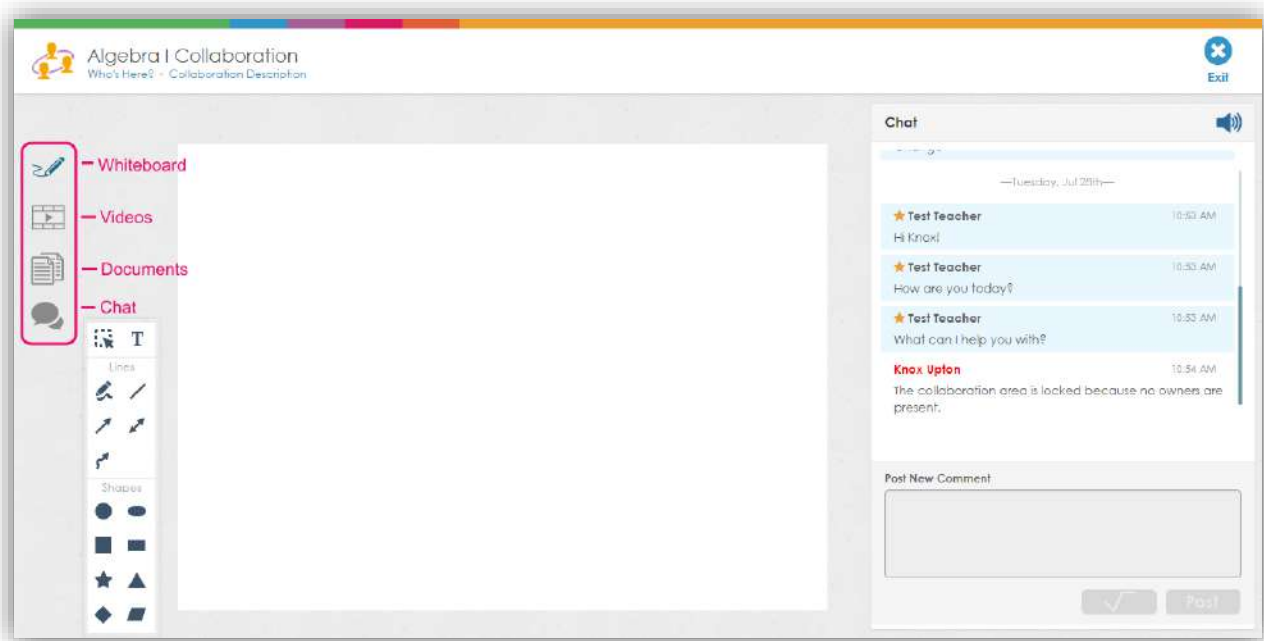 Algebra I Collaboration
Who's Here? - Collaboration Description
Exit
Whiteboard
Videos
Documents
Chat
T
Lines
Shapes
Chat
Test Teacher 10:53 AM
Hi Knox!
Test Teacher 10:53 AM
How are you today?
Test Teacher 10:53 AM
What can I help you with?
Knox Upton 10:54 AM
The collaboration area is locked because no owners are
present.
Post New Comment
Post